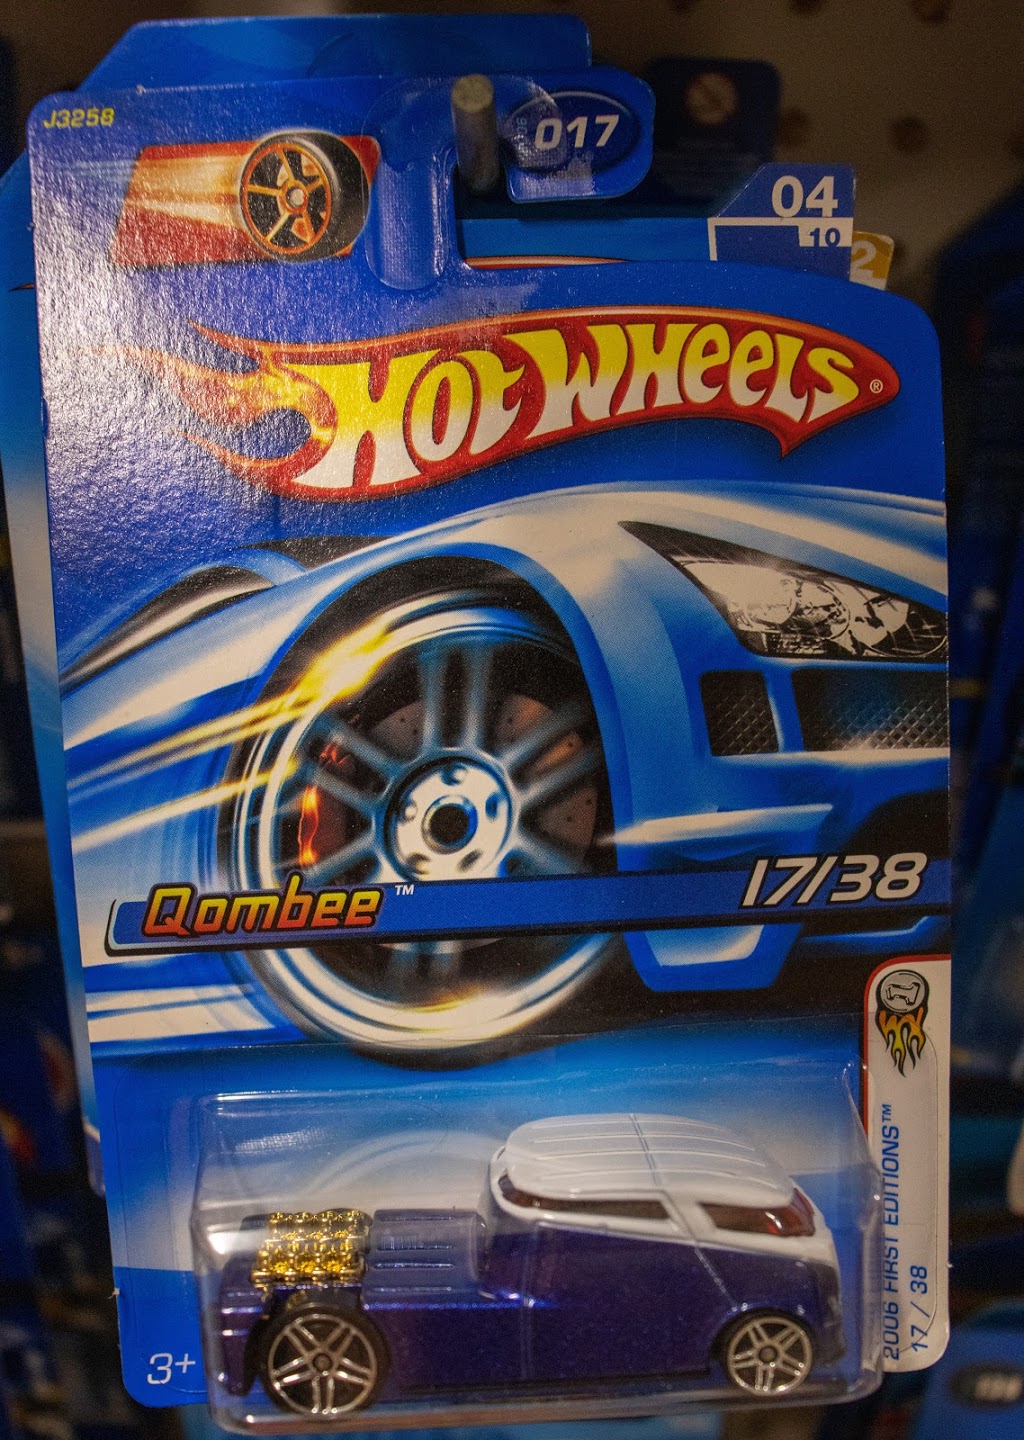 J3258
017
04
10
2
HOT WHEELS®
Qombee™
17/38
2006 FIRST EDITIONS™
17 / 38
3+